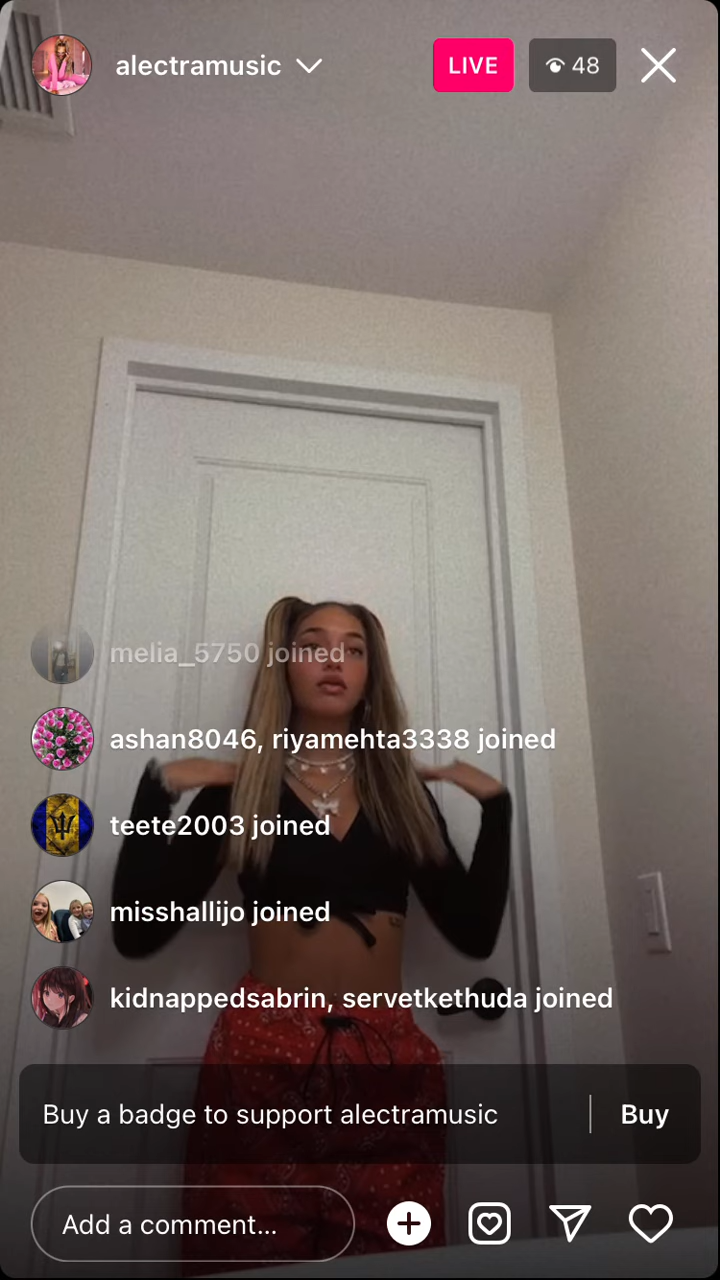 alectramusic
LIVE
48
melia_5750 joined
ashan8046, riyamehta3338 joined
teete2003 joined
misshallijo joined
kidnappedsabrin, servetkethuda joined
Buy a badge to support alectramusic
Buy
Add a comment...